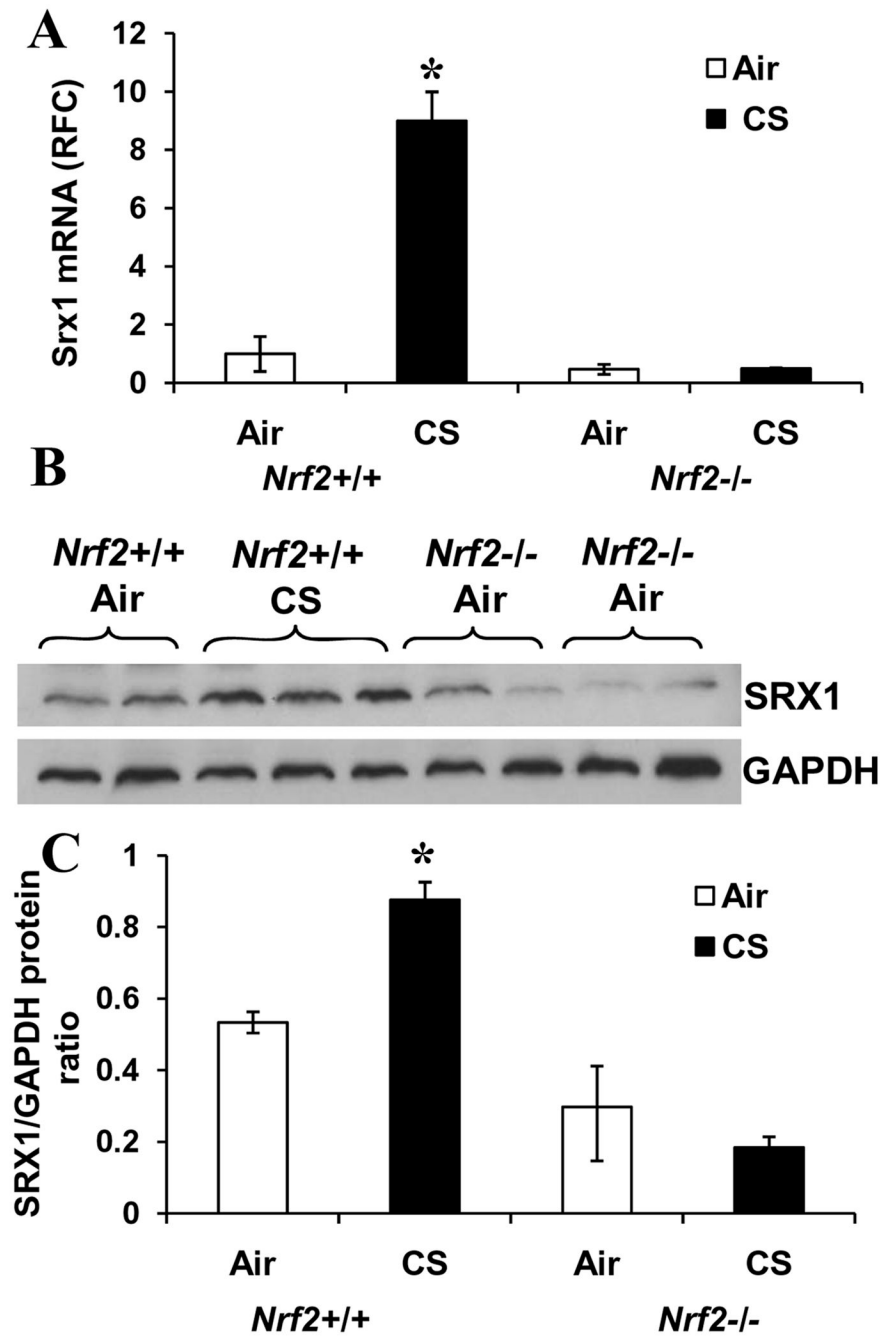 A
12
10
8
6
4
2
0
Srx1 mRNA (RFC)
*
Air
CS
Air CS Air CS
Nrf2+/+ Nrf2-/-
B
Nrf2+/+ Nrf2+/+ Nrf2-/- Nrf2-/-
Air CS Air Air
SRX1
GAPDH
C
1
0.8
0.6
0.4
0.2
0
SRX1/GAPDH protein
ratio
*
Air
CS
Air CS Air CS
Nrf2+/+ Nrf2-/-